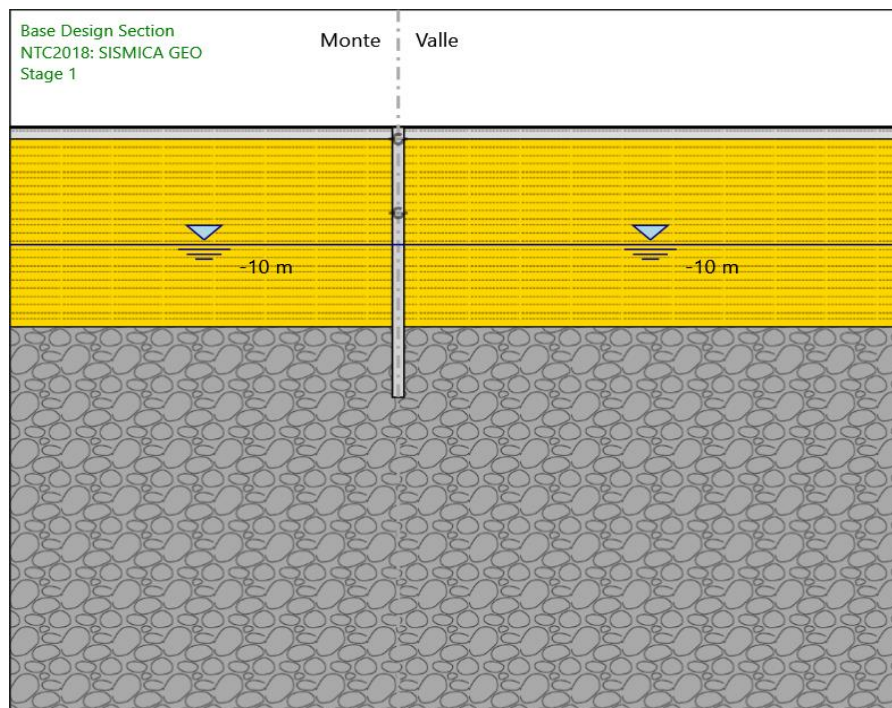 Base Design Section
NTC2018: SISMICA GEO
Stage 1
Monte Valle
-10 m -10 m